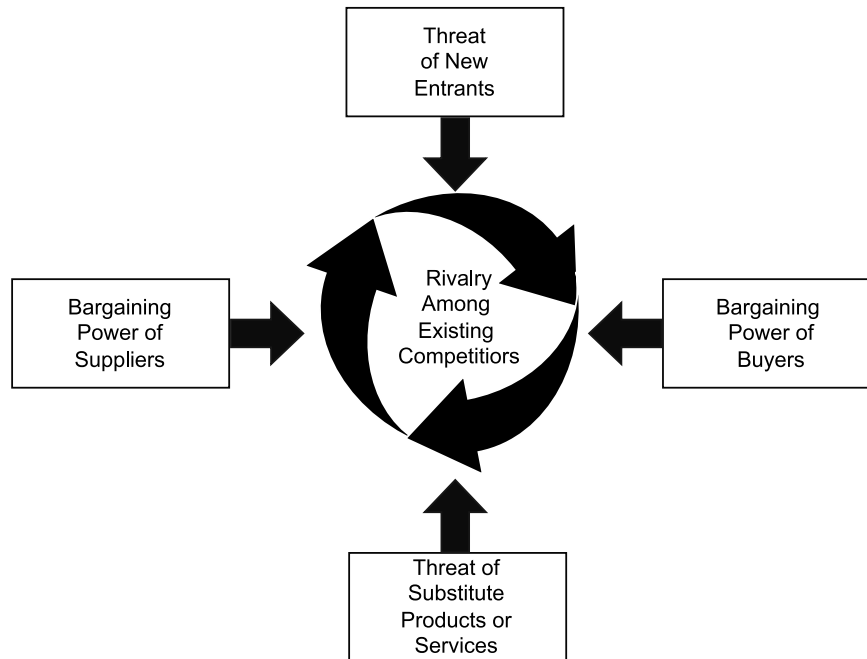 Threat
of New
Entrants
Bargaining
Power of
Suppliers
Rivalry
Among
Existing
Competitiors
Bargaining
Power of
Buyers
Threat of
Substitute
Products or
Services